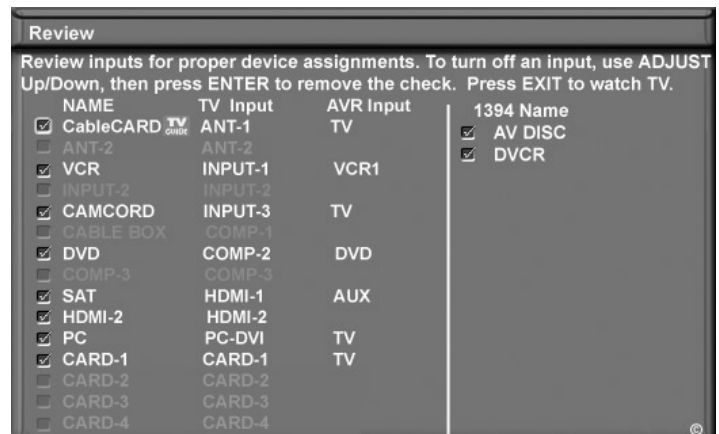 Review
Review inputs for proper device assignments. To turn off an input, use ADJUST
Up/Down, then press ENTER to remove the check. Press EXIT to watch TV.
NAME TV Input AVR Input
CableCARD TV GUIDE ANT-1 TV
ANT-2 ANT-2
VCR INPUT-1 VCR1
INPUT-2 INPUT-2
CAMCORD INPUT-3 TV
CABLE BOX COMP-1
DVD COMP-2 DVD
COMP-3 COMP-3
SAT HDMI-1 AUX
HDMI-2 HDMI-2
PC PC-DVI TV
CARD-1 CARD-1 TV
CARD-2 CARD-2
CARD-3 CARD-3
CARD-4 CARD-4
1394 Name
AV DISC
DVCR
©